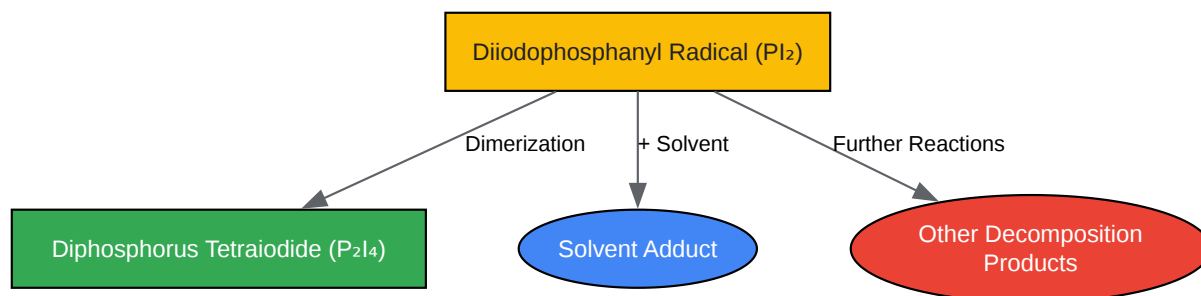 Diiodophosphanyl Radical (PI₂)
Dimerization
+ Solvent
Further Reactions
Diphosphorus Tetraiodide (P₂I₄)
Solvent Adduct
Other Decomposition
Products